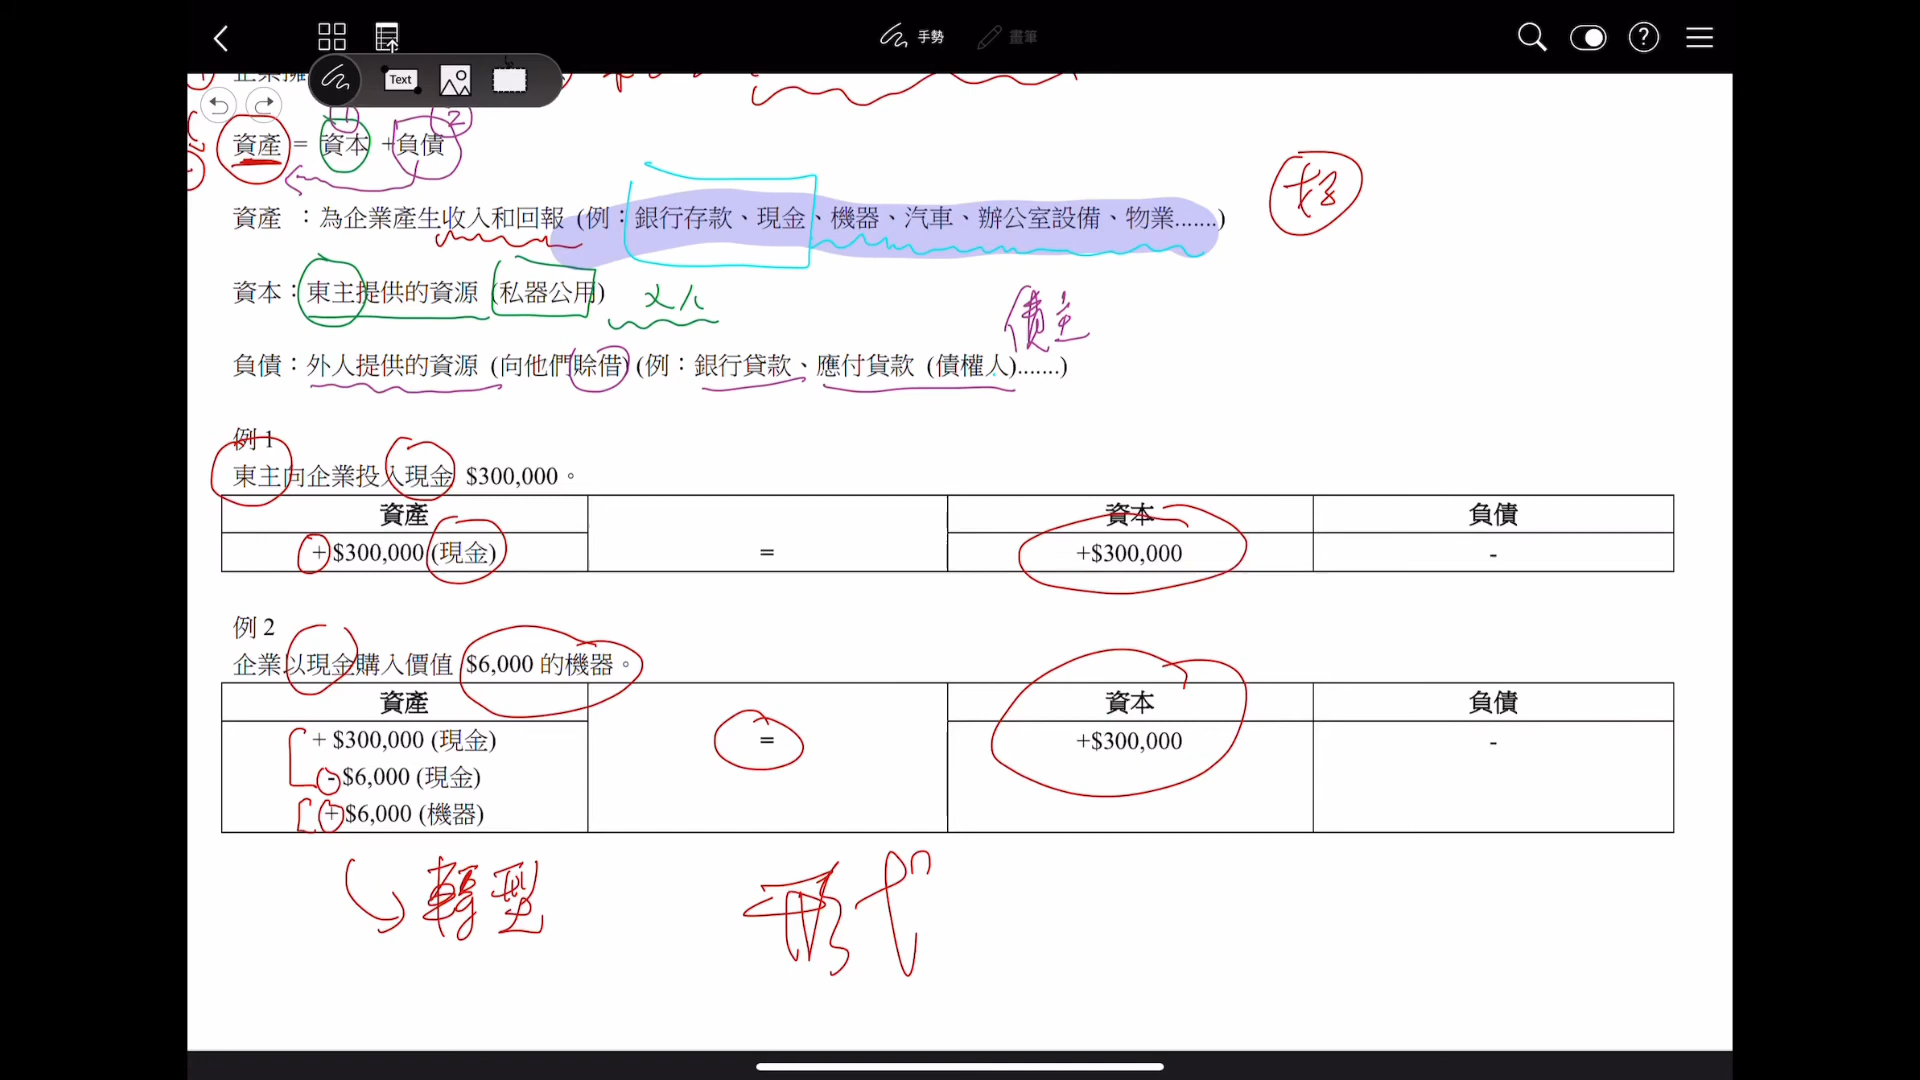 手勢 畫筆
Text
1 2
資產 = 資本 +負債
資產 ：為企業產生收入和回報 (例：銀行存款、現金、機器、汽車、辦公室設備、物業.......)
資本：東主提供的資源 (私器公用)
債主
負債：外人提供的資源 (向他們賒借) (例：銀行貸款、應付貨款 (債權人).......)
例 1
東主向企業投入現金 $300,000。
資產 資本 負債
+ $300,000 (現金) = +$300,000 -
例 2
企業以現金購入價值 $6,000 的機器。
資產 資本 負債
+ $300,000 (現金) = +$300,000 -
- $6,000 (現金)
+ $6,000 (機器)
轉型 形式